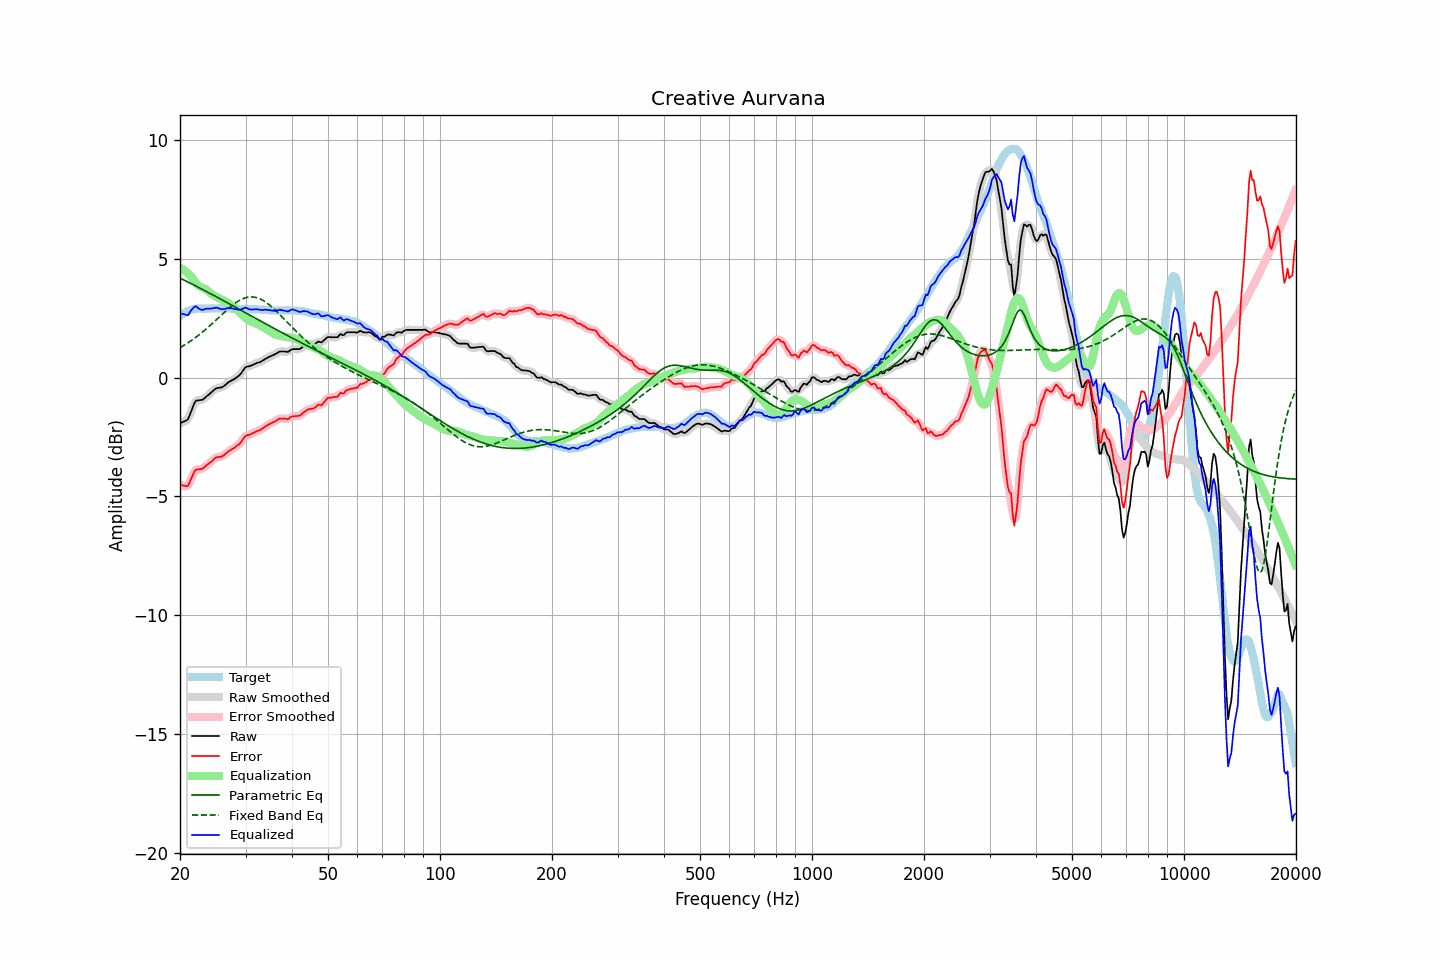 Creative Aurvana
Amplitude (dBr)
10
5
0
−5
−10
−15
−20
Target
Raw Smoothed
Error Smoothed
Raw
Error
Equalization
Parametric Eq
Fixed Band Eq
Equalized
20 50 100 200 500 1000 2000 5000 10000 20000
Frequency (Hz)